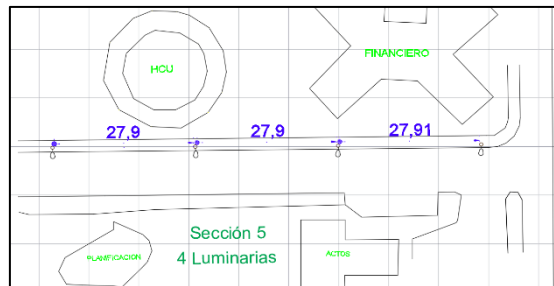 HCU
FINANCIERO
27,9
27,9
27,91
Sección 5
4 Luminarias
PLANIFICACION
ACTOS